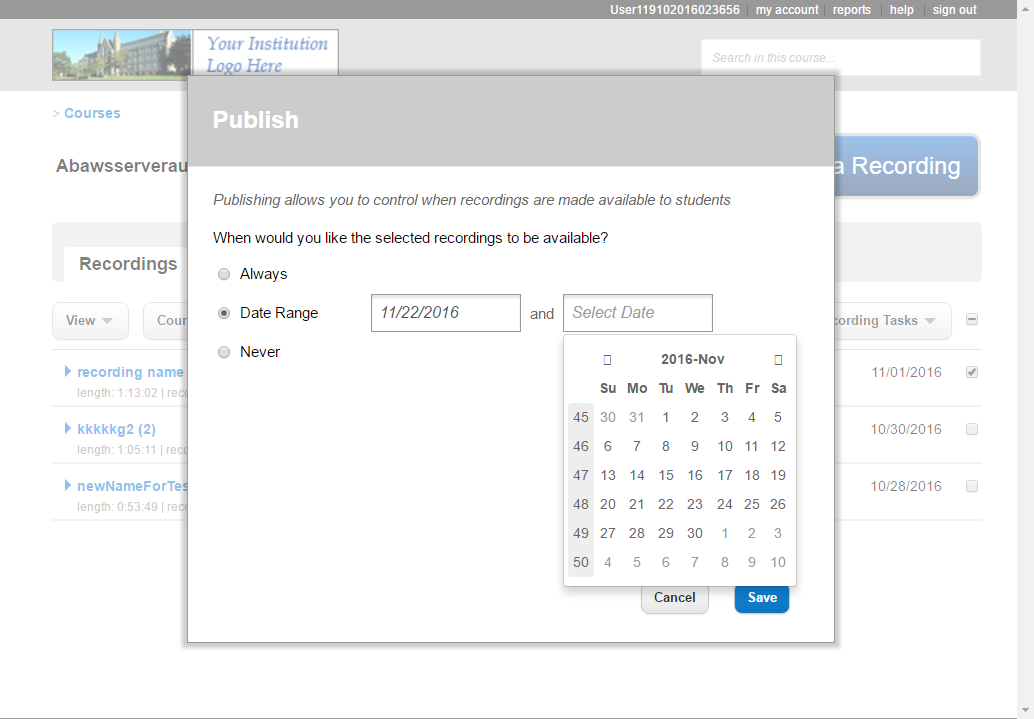 User119102016023656 my account reports help sign out
Your Institution
Logo Here
Search in this course...
> Courses
Publish
Abawsserverau
a Recording
Publishing allows you to control when recordings are made available to students
When would you like the selected recordings to be available?
Recordings
Always
Date Range 11/22/2016 and Select Date
View Cour cording Tasks
Never
2016-Nov
Su Mo Tu We Th Fr Sa
recording name 11/01/2016
length: 1:13:02 | reco
45 30 31 1 2 3 4 5
kkkkkg2 (2) 10/30/2016
46 6 7 8 9 10 11 12
length: 1:05:11 | reco
47 13 14 15 16 17 18 19
newNameForTes 10/28/2016
48 20 21 22 23 24 25 26
length: 0:53:49 | reco
49 27 28 29 30 1 2 3
50 4 5 6 7 8 9 10
Cancel Save